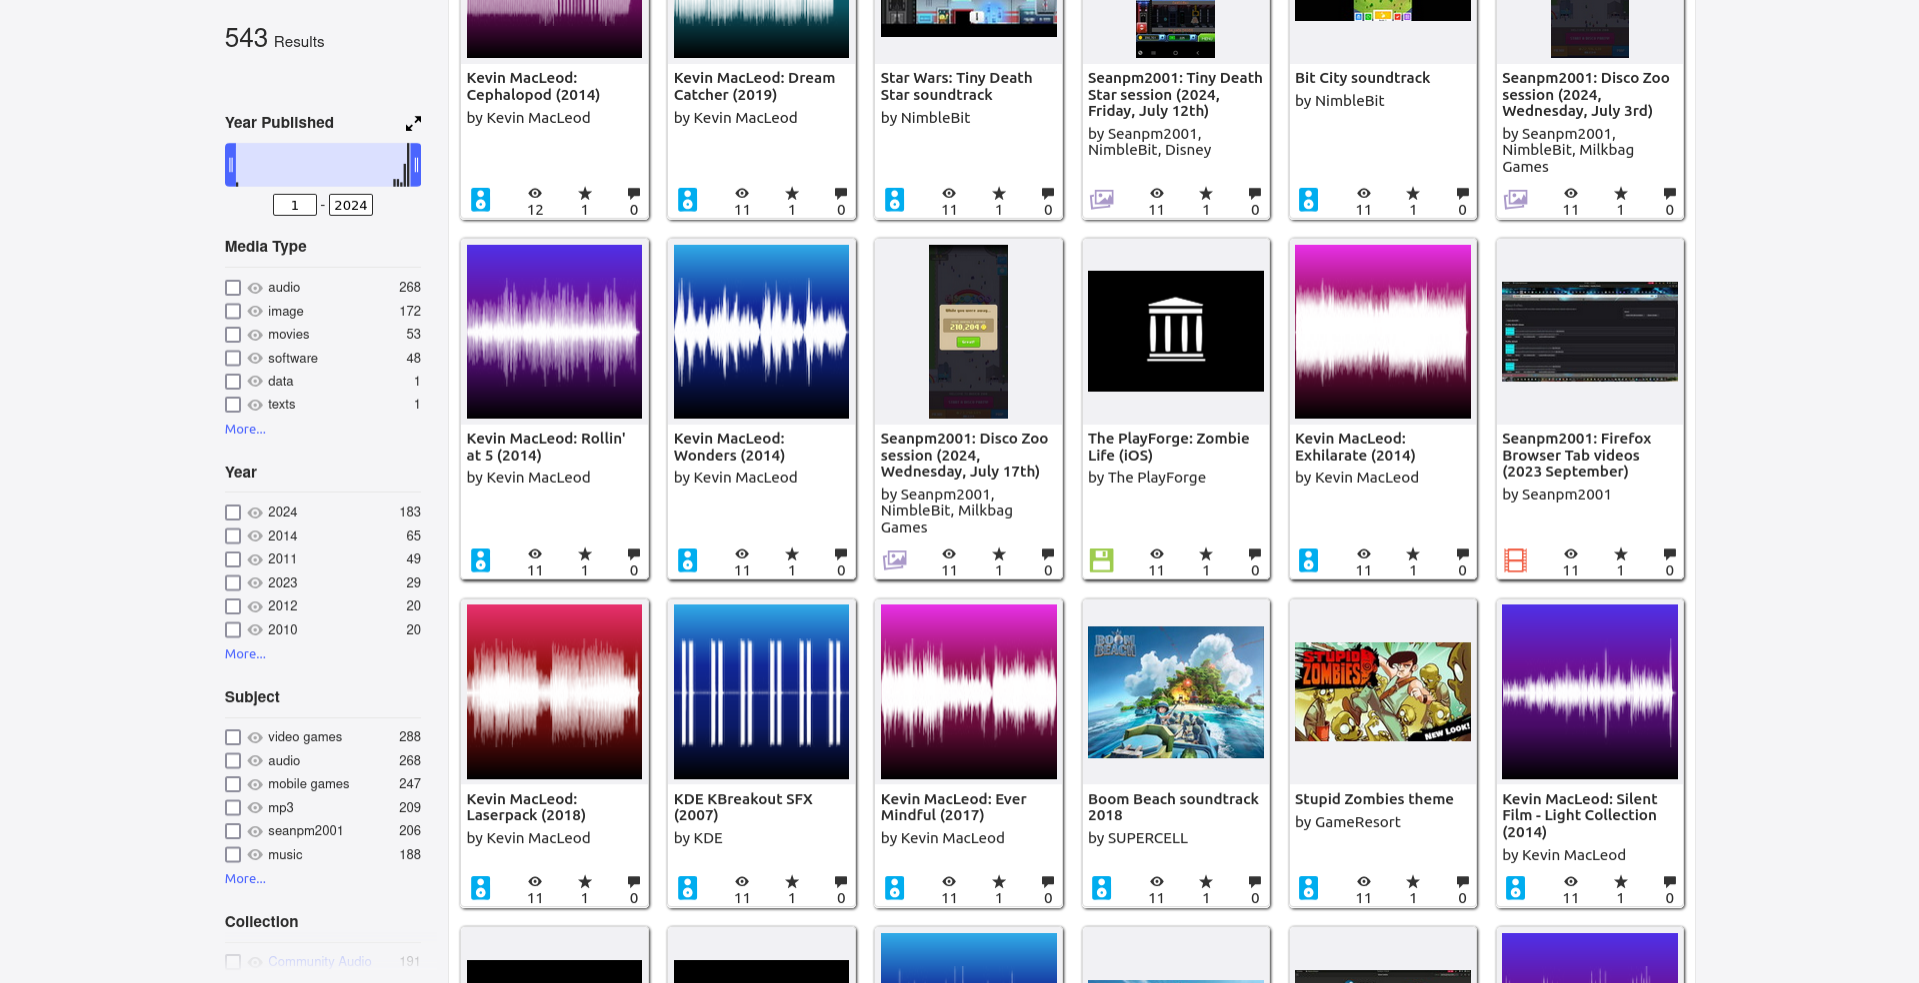 543 Results
Year Published
1 - 2024
Media Type
audio 268
image 172
movies 53
software 48
data 1
texts 1
More...
Year
2024 183
2014 65
2011 49
2023 29
2012 20
2010 20
More...
Subject
video games 288
audio 268
mobile games 247
mp3 209
seanpm2001 206
music 188
More...
Collection
Community Audio 191
Kevin MacLeod:
Cephalopod (2014)
by Kevin MacLeod
12 1 0
Kevin MacLeod: Dream
Catcher (2019)
by Kevin MacLeod
11 1 0
Star Wars: Tiny Death
Star soundtrack
by NimbleBit
11 1 0
Seanpm2001: Tiny Death
Star session (2024,
Friday, July 12th)
by Seanpm2001,
NimbleBit, Disney
11 1 0
Bit City soundtrack
by NimbleBit
11 1 0
Seanpm2001: Disco Zoo
session (2024,
Wednesday, July 3rd)
by Seanpm2001,
NimbleBit, Milkbag
Games
11 1 0
Kevin MacLeod: Rollin'
at 5 (2014)
by Kevin MacLeod
11 1 0
Kevin MacLeod:
Wonders (2014)
by Kevin MacLeod
11 1 0
While you were away...
210,204
Seanpm2001: Disco Zoo
session (2024,
Wednesday, July 17th)
by Seanpm2001,
NimbleBit, Milkbag
Games
11 1 0
The PlayForge: Zombie
Life (iOS)
by The PlayForge
11 1 0
Kevin MacLeod:
Exhilarate (2014)
by Kevin MacLeod
11 1 0
Seanpm2001: Firefox
Browser Tab videos
(2023 September)
by Seanpm2001
11 1 0
Kevin MacLeod:
Laserpack (2018)
by Kevin MacLeod
11 1 0
KDE KBreakout SFX
(2007)
by KDE
11 1 0
Kevin MacLeod: Ever
Mindful (2017)
by Kevin MacLeod
11 1 0
BOOM
BEACH
Boom Beach soundtrack
2018
by SUPERCELL
11 1 0
STUPID
ZOMBIES
NEW LOOK!
Stupid Zombies theme
by GameResort
11 1 0
Kevin MacLeod: Silent
Film - Light Collection
(2014)
by Kevin MacLeod
11 1 0